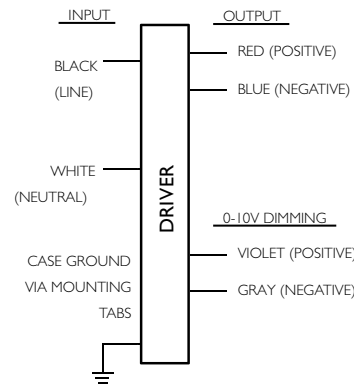 INPUT
BLACK
(LINE)
WHITE
(NEUTRAL)
CASE GROUND
VIA MOUNTING
TABS
DRIVER
OUTPUT
RED (POSITIVE)
BLUE (NEGATIVE)
0-10V DIMMING
VIOLET (POSITIVE)
GRAY (NEGATIVE)